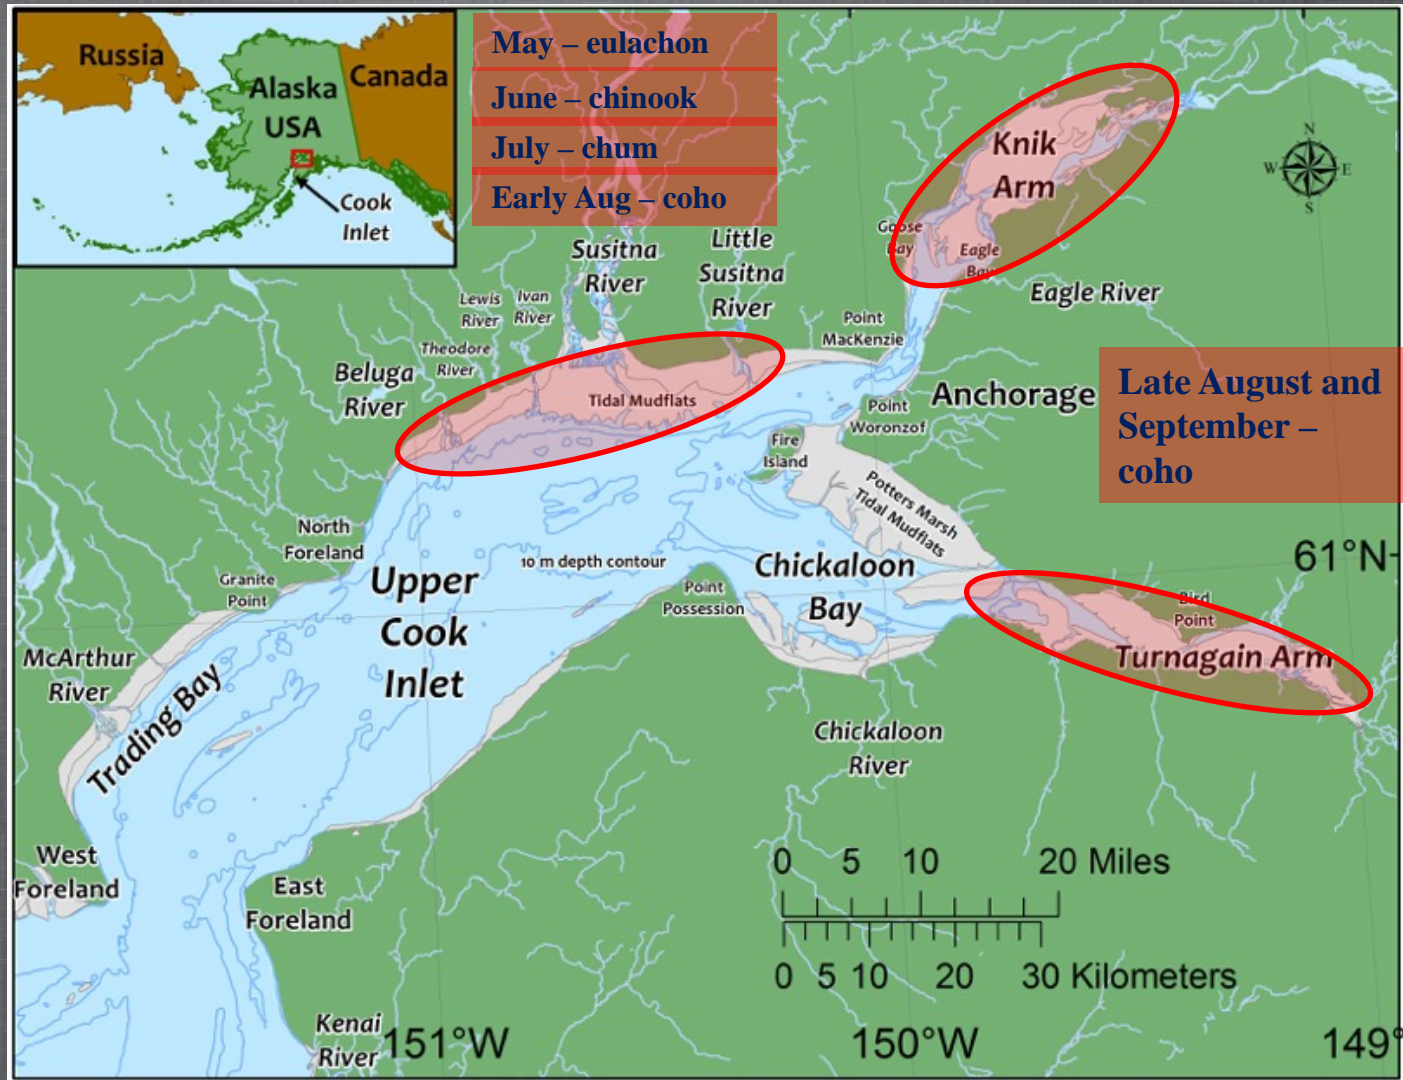 Russia
Alaska
USA
Canada
Cook
Inlet
May – eulachon
June – chinook
July – chum
Early Aug – coho
N
W
E
S
Knik
Arm
Goose
Bay
Eagle
Bay
Eagle River
Susitna
River
Little
Susitna
River
Lewis
River
Ivan
River
Theodore
River
Beluga
River
Point
MacKenzie
Tidal Mudflats
Anchorage
Point
Woronzof
Fire
Island
Late August and
September –
coho
Potters Marsh
Tidal Mudflats
North
Foreland
Granite
Point
10 m depth contour
61°N
Upper
Cook
Inlet
Chickaloon
Bay
Point
Possession
Bird
Point
Turnagain Arm
McArthur
River
Trading Bay
Chickaloon
River
West
Foreland
East
Foreland
0 5 10 20 Miles
0 5 10 20 30 Kilometers
Kenai
River
151°W
150°W
149°